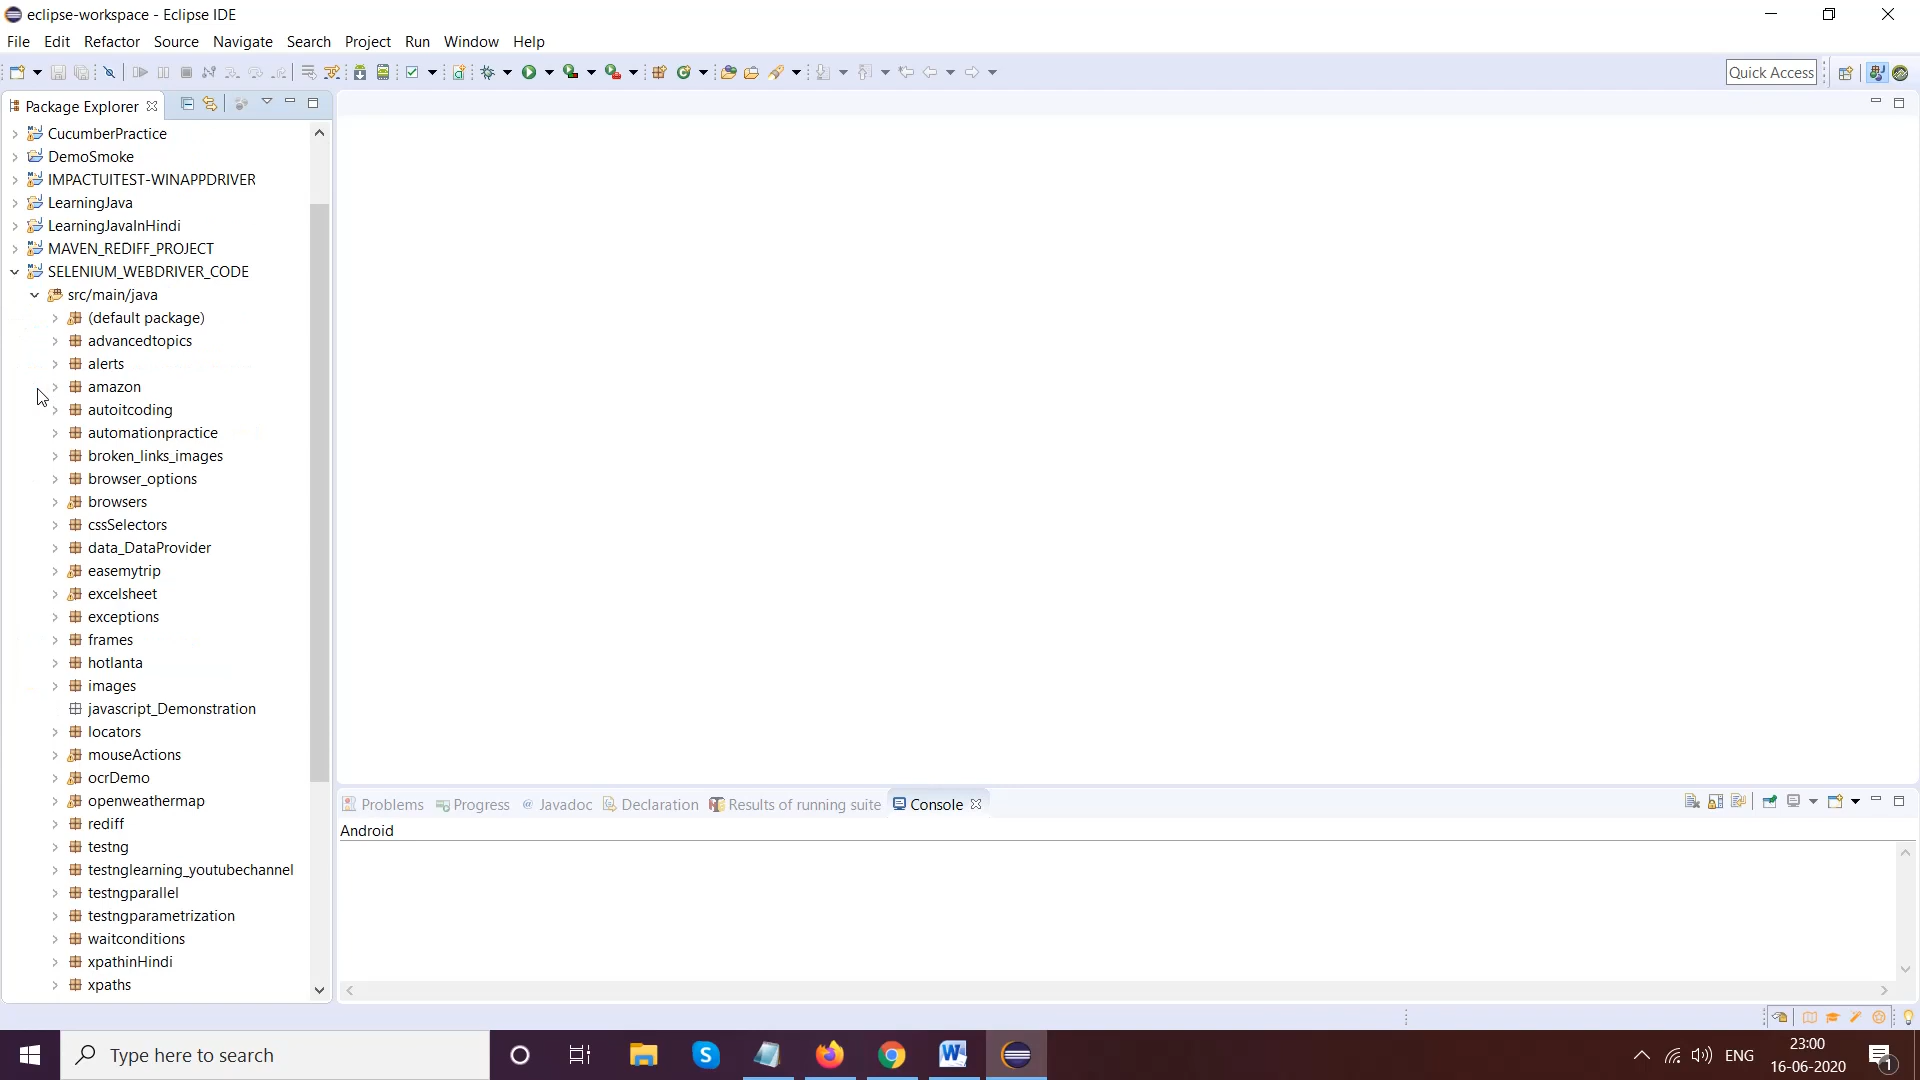 eclipse-workspace - Eclipse IDE
File Edit Refactor Source Navigate Search Project Run Window Help
Quick Access
Package Explorer
CucumberPractice
DemoSmoke
IMPACTUITEST-WINAPPDRIVER
LearningJava
LearningJavaInHindi
MAVEN_REDIFF_PROJECT
SELENIUM_WEBDRIVER_CODE
src/main/java
(default package)
advancedtopics
alerts
amazon
autoitcoding
automationpractice
broken_links_images
browser_options
browsers
cssSelectors
data_DataProvider
easemytrip
excelsheet
exceptions
frames
hotlanta
images
javascript_Demonstration
locators
mouseActions
ocrDemo
openweathermap
rediff
testng
testnglearning_youtubechannel
testngparallel
testngparametrization
waitconditions
xpathinHindi
xpaths
Problems Progress @ Javadoc Declaration Results of running suite Console
Android
Type here to search
ENG
23:00
16-06-2020
1